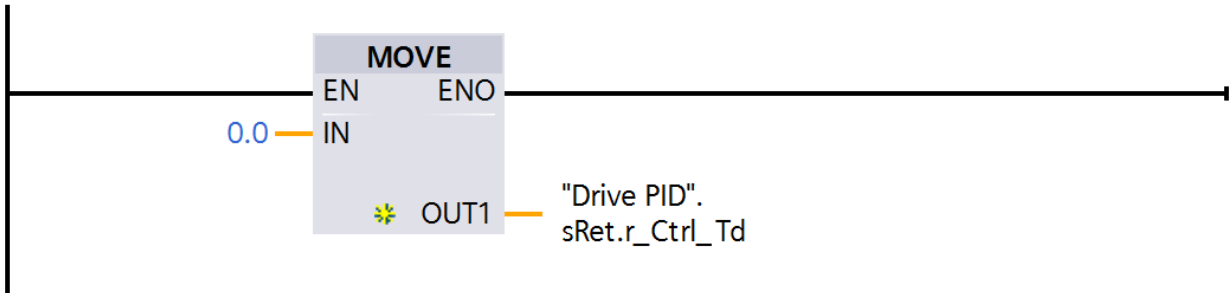 MOVE
EN ENO
0.0 IN
OUT1 "Drive PID".
sRet.r_Ctrl_Td